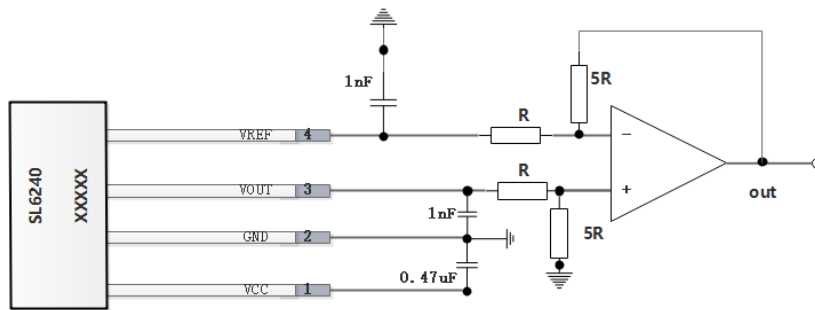 1nF
5R
R
VREF 4
−
SL6240
XXXXX
R
VOUT 3
+
out
1nF
GND 2
5R
0.47uF
VCC 1